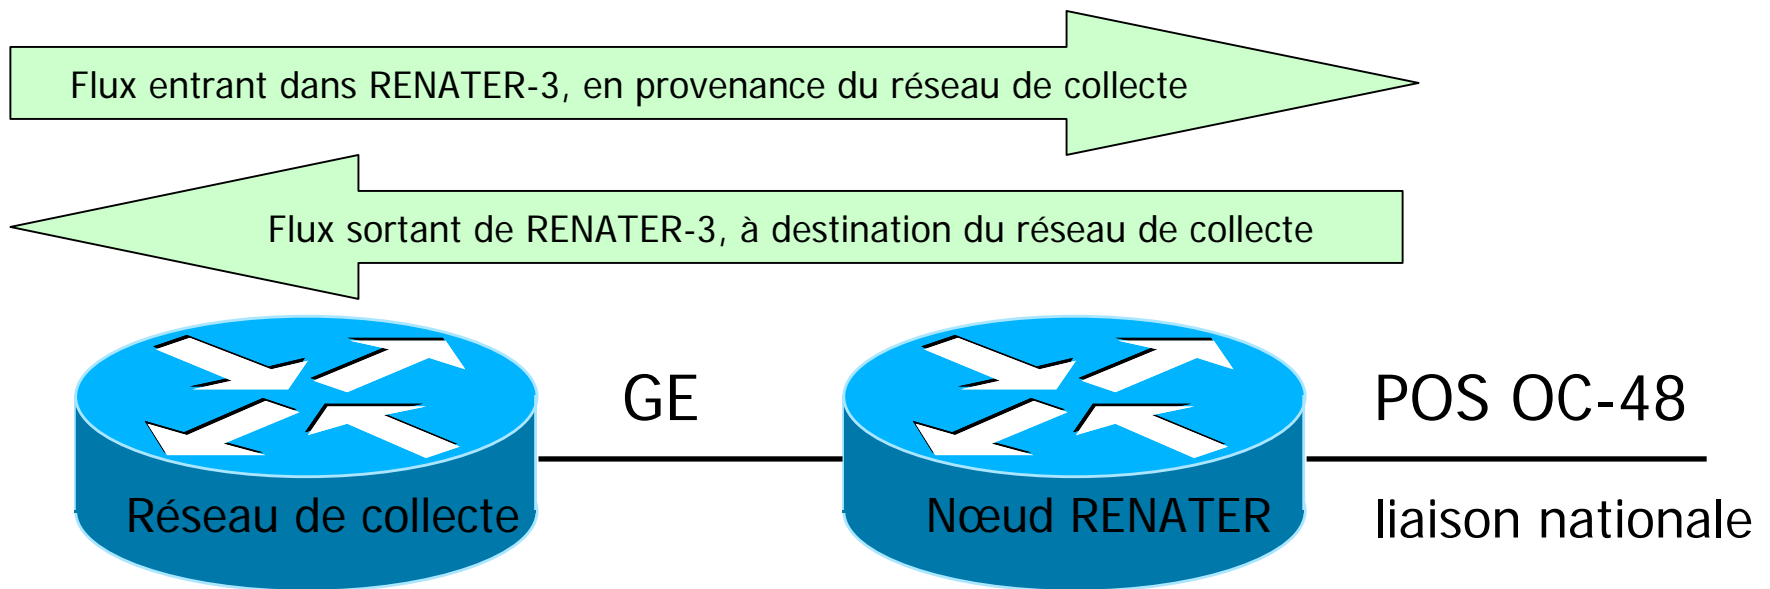 Flux entrant dans RENATER-3, en provenance du réseau de collecte
Flux sortant de RENATER-3, à destination du réseau de collecte
GE
POS OC-48
Réseau de collecte
Nœud RENATER
liaison nationale